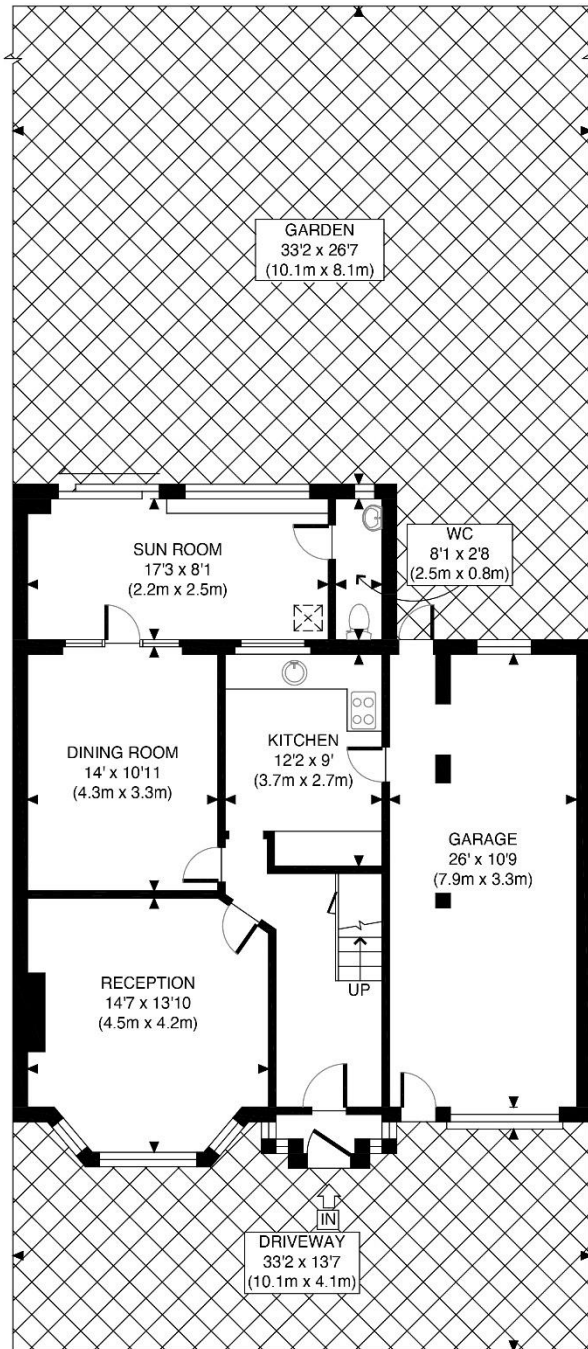 GARDEN
33'2 x 26'7
(10.1m x 8.1m)
WC
8'1 x 2'8
(2.5m x 0.8m)
SUN ROOM
17'3 x 8'1
(2.2m x 2.5m)
KITCHEN
12'2 x 9'
(3.7m x 2.7m)
DINING ROOM
14' x 10'11
(4.3m x 3.3m)
GARAGE
26' x 10'9
(7.9m x 3.3m)
RECEPTION
14'7 x 13'10
(4.5m x 4.2m)
UP
IN
DRIVEWAY
33'2 x 13'7
(10.1m x 4.1m)